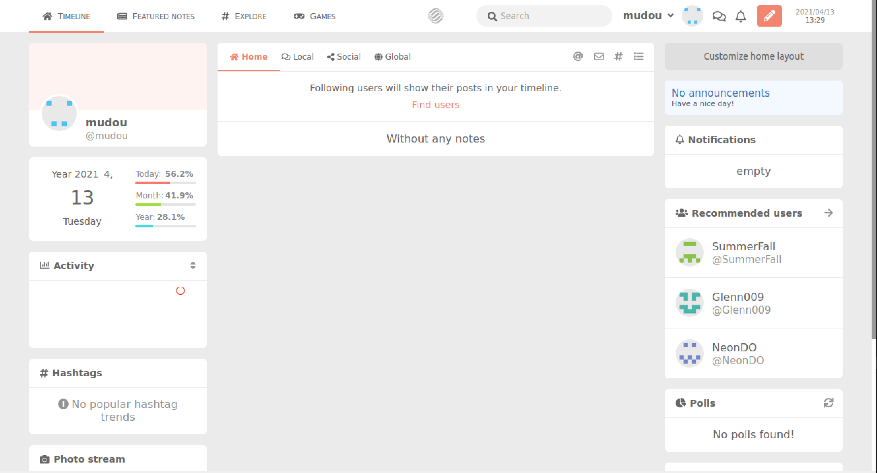 TIMELINE FEATURED NOTES EXPLORE GAMES Search mudou 2021/04/13
13:29
mudou
@mudou
Year 2021 4,
13
Tuesday
Today: 56.2%
Month: 41.9%
Year: 28.1%
Activity
Hashtags
No popular hashtag
trends
Photo stream
Home Local Social Global
Following users will show their posts in your timeline.
Find users
Without any notes
Customize home layout
No announcements
Have a nice day!
Notifications
empty
Recommended users
SummerFall
@SummerFall
Glenn009
@Glenn009
NeonDO
@NeonDO
Polls
No polls found!